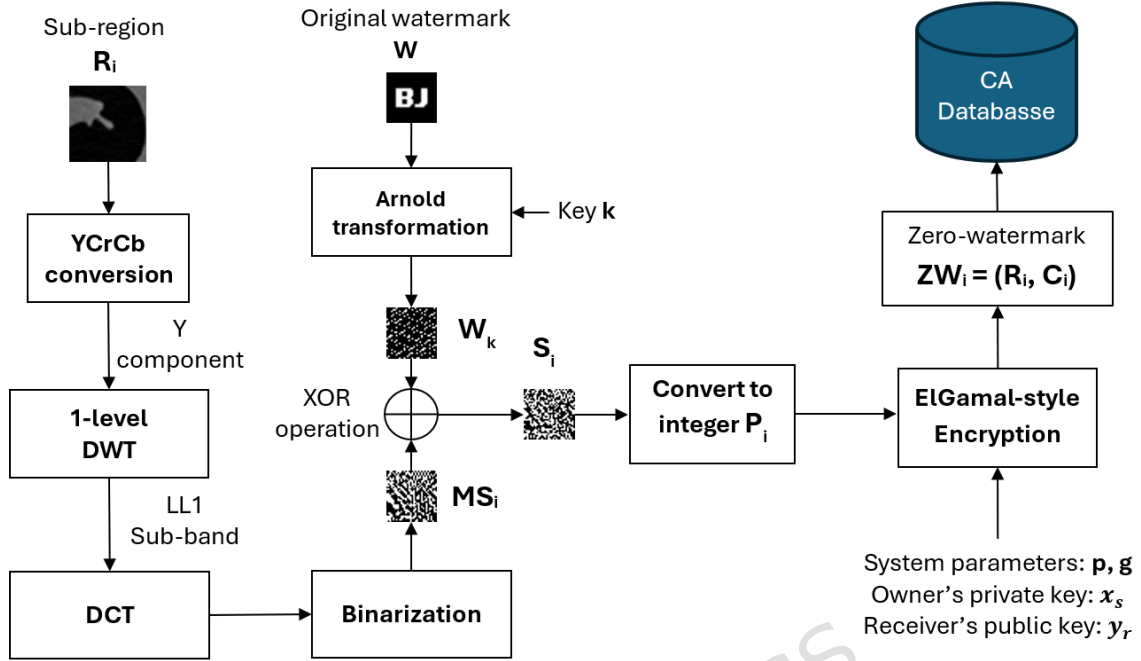 Sub-region
Rᵢ
YCrCb
conversion
Y
component
1-level
DWT
LL1
Sub-band
DCT
Binarization
Original watermark
W
BJ
Arnold
transformation
Key k
Wₖ
XOR
operation
MSᵢ
Sᵢ
Convert to
integer Pᵢ
ElGamal-style
Encryption
System parameters: p, g
Owner's private key: xₛ
Receiver's public key: yᵣ
Zero-watermark
ZWᵢ = (Rᵢ, Cᵢ)
CA
Databasse